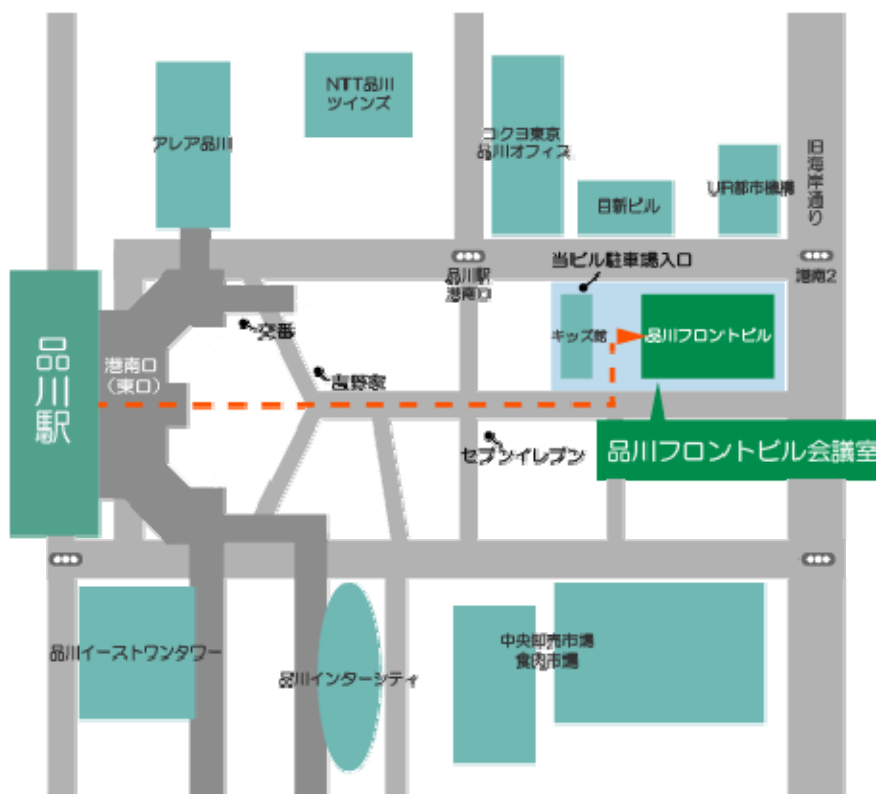 NTT品川
ツインズ
アレア品川
コクヨ東京
品川オフィス
日新ビル
UR都市機構
旧海岸通り
品川駅
港南口
当ビル駐車場入口
港南2
交番
キッズ館
品川フロントビル
品川駅
港南口
(東口)
吉野家
セブンイレブン
品川フロントビル会議室
品川イーストワンタワー
品川インターシティ
中央卸売市場
食肉市場